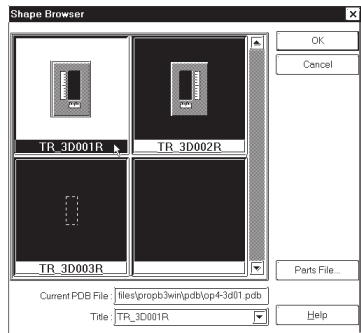 Shape Browser
OK
Cancel
TR_3D001R
TR_3D002R
TR_3D003R
Parts File...
Current PDB File : files\propb3win\pdb\op4-3d01.pdb
Title : TR_3D001R
Help